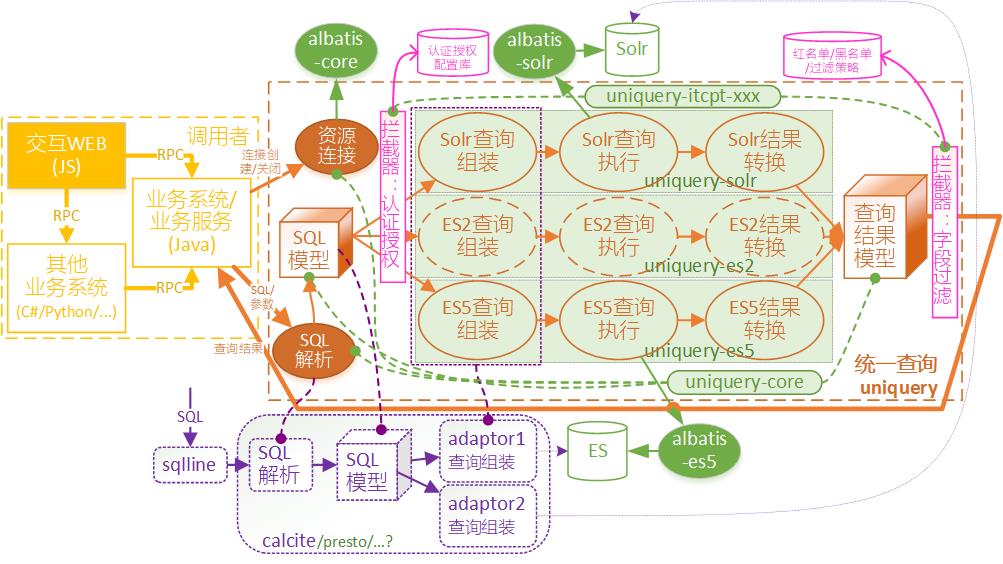 albatis
-core
认证授权
配置库
albatis
-solr
Solr
红名单/黑名单
/过滤策略
uniquery-itcpt-xxx
调用者
交互WEB
(JS)
RPC
RPC
业务系统/
业务服务
(Java)
其他
业务系统
(C#/Python/...)
RPC
连接创
建/关闭
资源
连接
SQL
模型
SQL/
参数
SQL
解析
查询结果
拦截器：认证授权
Solr查询
组装
Solr查询
执行
Solr结果
转换
uniquery-solr
ES2查询
组装
ES2查询
执行
ES2结果
转换
uniquery-es2
ES5查询
组装
ES5查询
执行
ES5结果
转换
uniquery-es5
查询
结果
模型
拦截器：字段过滤
uniquery-core
统一查询
uniquery
SQL
sqlline
SQL
解析
SQL
模型
adaptor1
查询组装
adaptor2
查询组装
calcite/presto/...?
ES
albatis
-es5